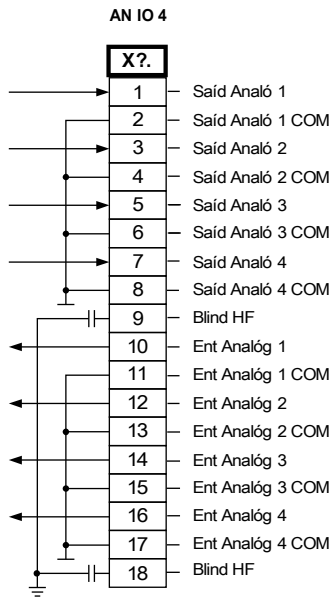 AN IO 4
X?.
1 Saíd Analó 1
2 Saíd Analó 1 COM
3 Saíd Analó 2
4 Saíd Analó 2 COM
5 Saíd Analó 3
6 Saíd Analó 3 COM
7 Saíd Analó 4
8 Saíd Analó 4 COM
9 Blind HF
10 Ent Analóg 1
11 Ent Analóg 1 COM
12 Ent Analóg 2
13 Ent Analóg 2 COM
14 Ent Analóg 3
15 Ent Analóg 3 COM
16 Ent Analóg 4
17 Ent Analóg 4 COM
18 Blind HF